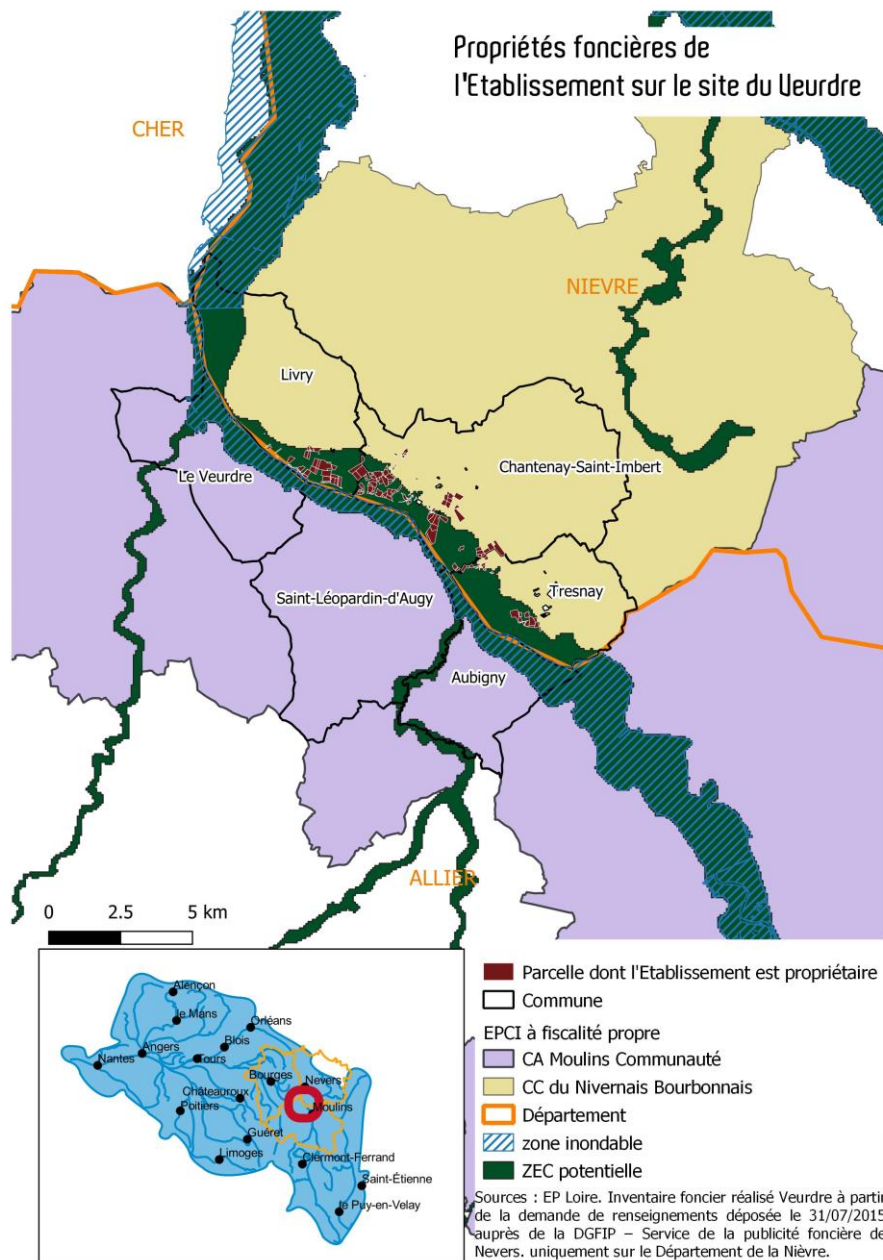 Propriétés foncières de
l'Etablissement sur le site du Veurdre
CHER
NIEVRE
Livry
Chantenay-Saint-Imbert
Le Veurdre
Saint-Léopardin-d'Augy
Tresnay
Aubigny
ALLIER
0 2.5 5 km
Alençon
le Mans
Orléans
Blois
Angers
Tours
Nantes
Bourges
Nevers
Châteauroux
Moulins
Poitiers
Guéret
Limoges
Clermont-Ferrand
Saint-Étienne
le Puy-en-Velay
Parcelle dont l'Etablissement est propriétaire
Commune
EPCI à fiscalité propre
CA Moulins Communauté
CC du Nivernais Bourbonnais
Département
zone inondable
ZEC potentielle
Sources : EP Loire. Inventaire foncier réalisé Veurdre à partir
de la demande de renseignements déposée le 31/07/2015
auprès de la DGFIP – Service de la publicité foncière de
Nevers. uniquement sur le Département de la Nièvre.